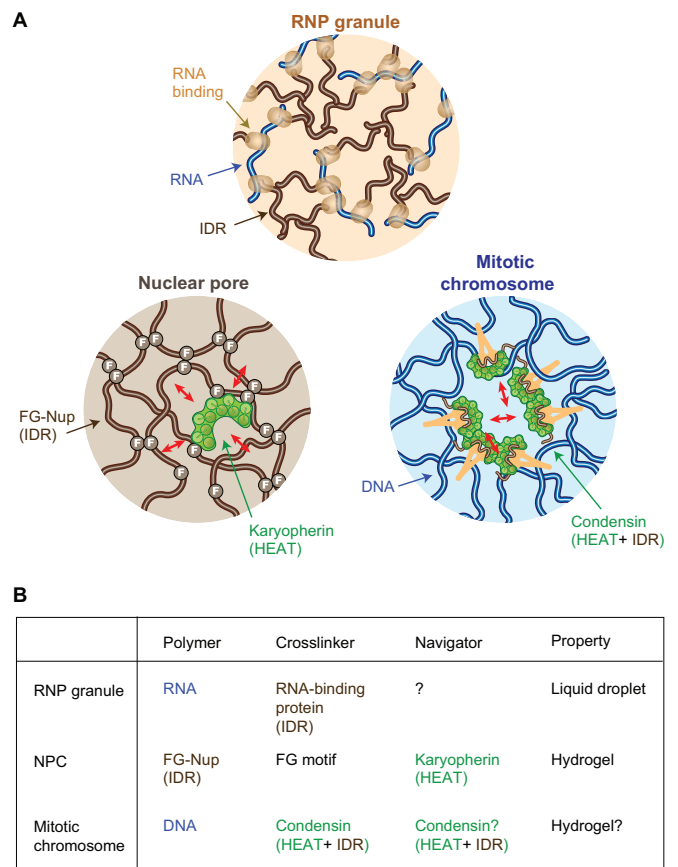 A
RNP granule
RNA
binding
RNA
IDR
Nuclear pore
Mitotic
chromosome
F F
F F F F
F F
F F
F
F F
F
F F
F
F
F
FG-Nup
(IDR)
Karyopherin
(HEAT)
DNA
Condensin
(HEAT+ IDR)
B
Polymer Crosslinker Navigator Property
RNP granule RNA RNA-binding ? Liquid droplet
protein
(IDR)
NPC FG-Nup FG motif Karyopherin Hydrogel
(IDR) (HEAT)
Mitotic DNA Condensin Condensin? Hydrogel?
chromosome (HEAT+ IDR) (HEAT+ IDR)